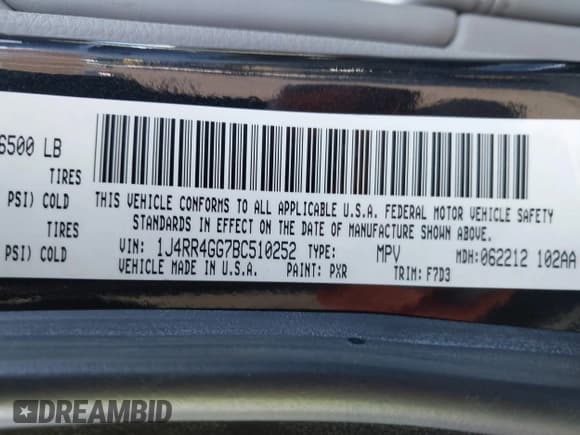 6500 LB
TIRES
PSI) COLD
TIRES
PSI) COLD
THIS VEHICLE CONFORMS TO ALL APPLICABLE U.S.A. FEDERAL MOTOR VEHICLE SAFETY
STANDARDS IN EFFECT ON THE DATE OF MANUFACTURE SHOWN ABOVE.
VIN: 1J4RR4GG7BC510252 TYPE: MPV MDH: 062212 102AA
VEHICLE MADE IN U.S.A. PAINT: PXR TRIM: F7D3
DREAMBID